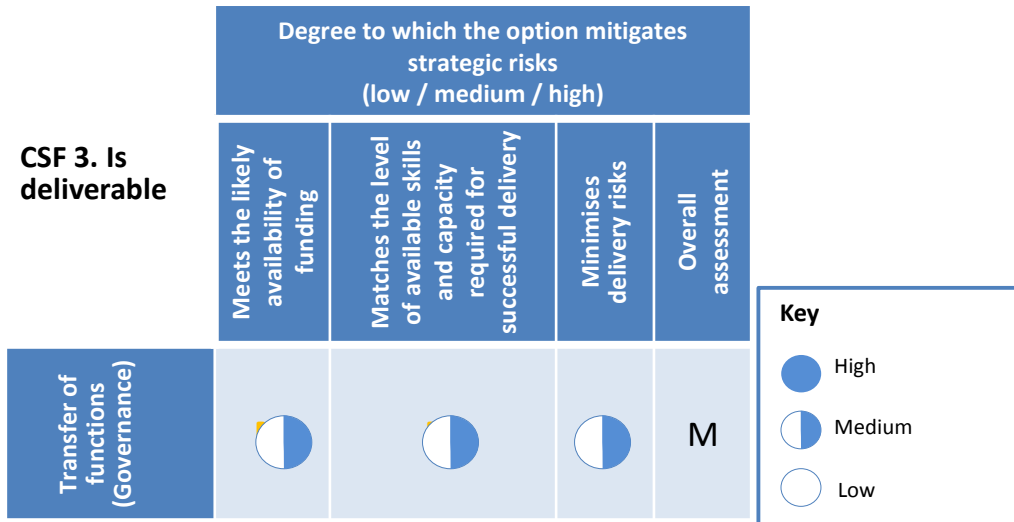 Degree to which the option mitigates
strategic risks
(low / medium / high)
CSF 3. Is
deliverable
Meets the likely
availability of
funding
Matches the level
of available skills
and capacity
required for
successful delivery
Minimises
delivery risks
Overall
assessment
Transfer of
functions
(Governance)
M
Key
High
Medium
Low